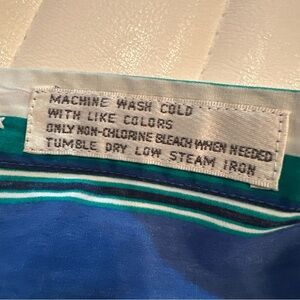 MACHINE WASH COLD
WITH LIKE COLORS
ONLY NON-CHLORINE BLEACH WHEN NEEDED
TUMBLE DRY LOW STEAM IRON